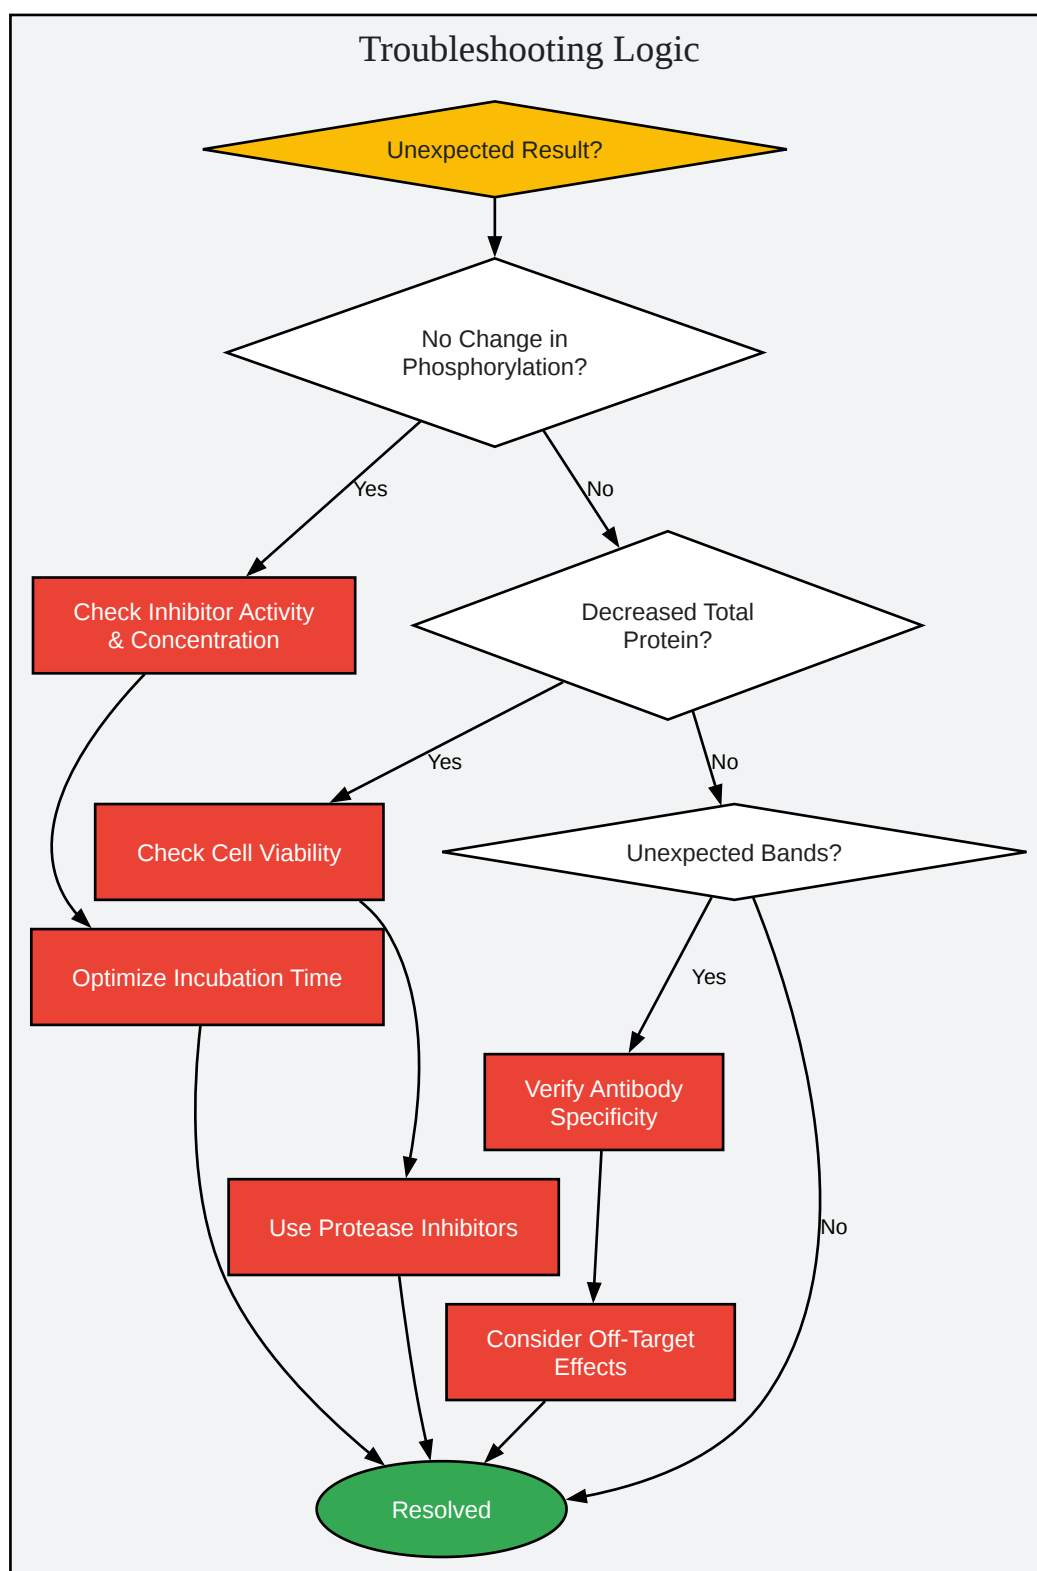 Troubleshooting Logic
Unexpected Result?
No Change in
Phosphorylation?
Yes
No
Check Inhibitor Activity
& Concentration
Decreased Total
Protein?
Yes
No
Check Cell Viability
Unexpected Bands?
Optimize Incubation Time
Yes
Verify Antibody
Specificity
Use Protease Inhibitors
No
Consider Off-Target
Effects
Resolved